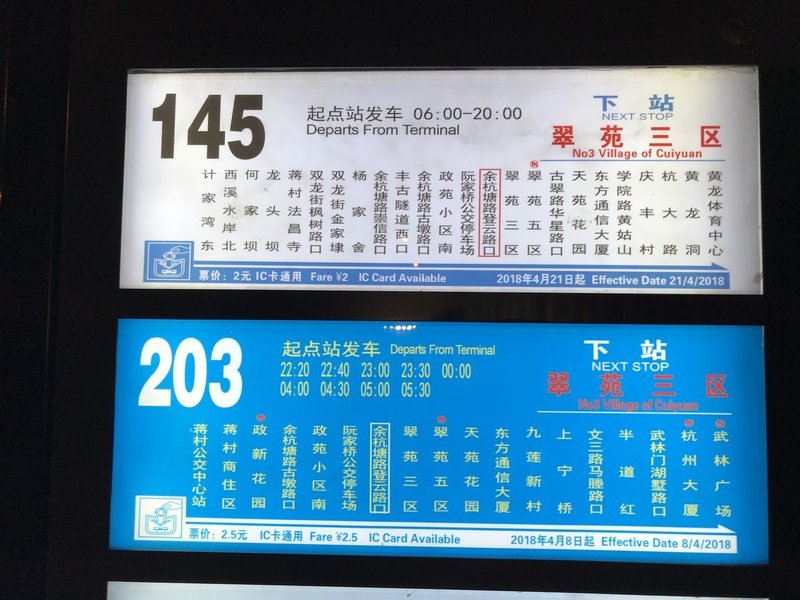 145
起点站发车 06:00-20:00
Departs From Terminal
下 站
NEXT STOP
翠苑三区
No3 Village of Cuiyuan
计家湾东
西溪水岸北
何家坝
龙头坝
蒋村法昌寺
双龙街枫树路口
双龙街金家埭
杨家舍
余杭塘路崇信路口
丰古隧道西口
余杭塘路古墩路口
政苑小区南
阮家桥公交停车场
余杭塘路登云路口
翠苑三区
翠苑五区
古翠路华星路口
天苑花园
东方通信大厦
学院路黄姑山
庆丰村
杭大路
黄龙洞
黄龙体育中心
票价：2元 IC卡通用 Fare ¥2 IC Card Available
2018年4月21日起 Effective Date 21/4/2018
203
起点站发车 Departs From Terminal
22:20 22:40 23:00 23:30 00:00
04:00 04:30 05:00 05:30
下 站
NEXT STOP
翠苑三区
No3 Village of Cuiyuan
蒋村公交中心站
蒋村商住区
政新花园
余杭塘路古墩路口
政苑小区南
阮家桥公交停车场
余杭塘路登云路口
翠苑三区
翠苑五区
天苑花园
东方通信大厦
九莲新村
上宁桥
文三路马塍路口
半道红
武林门湖墅路口
杭州大厦
武林广场
票价：2.5元 IC卡通用 Fare ¥2.5 IC Card Available
2018年4月8日起 Effective Date 8/4/2018